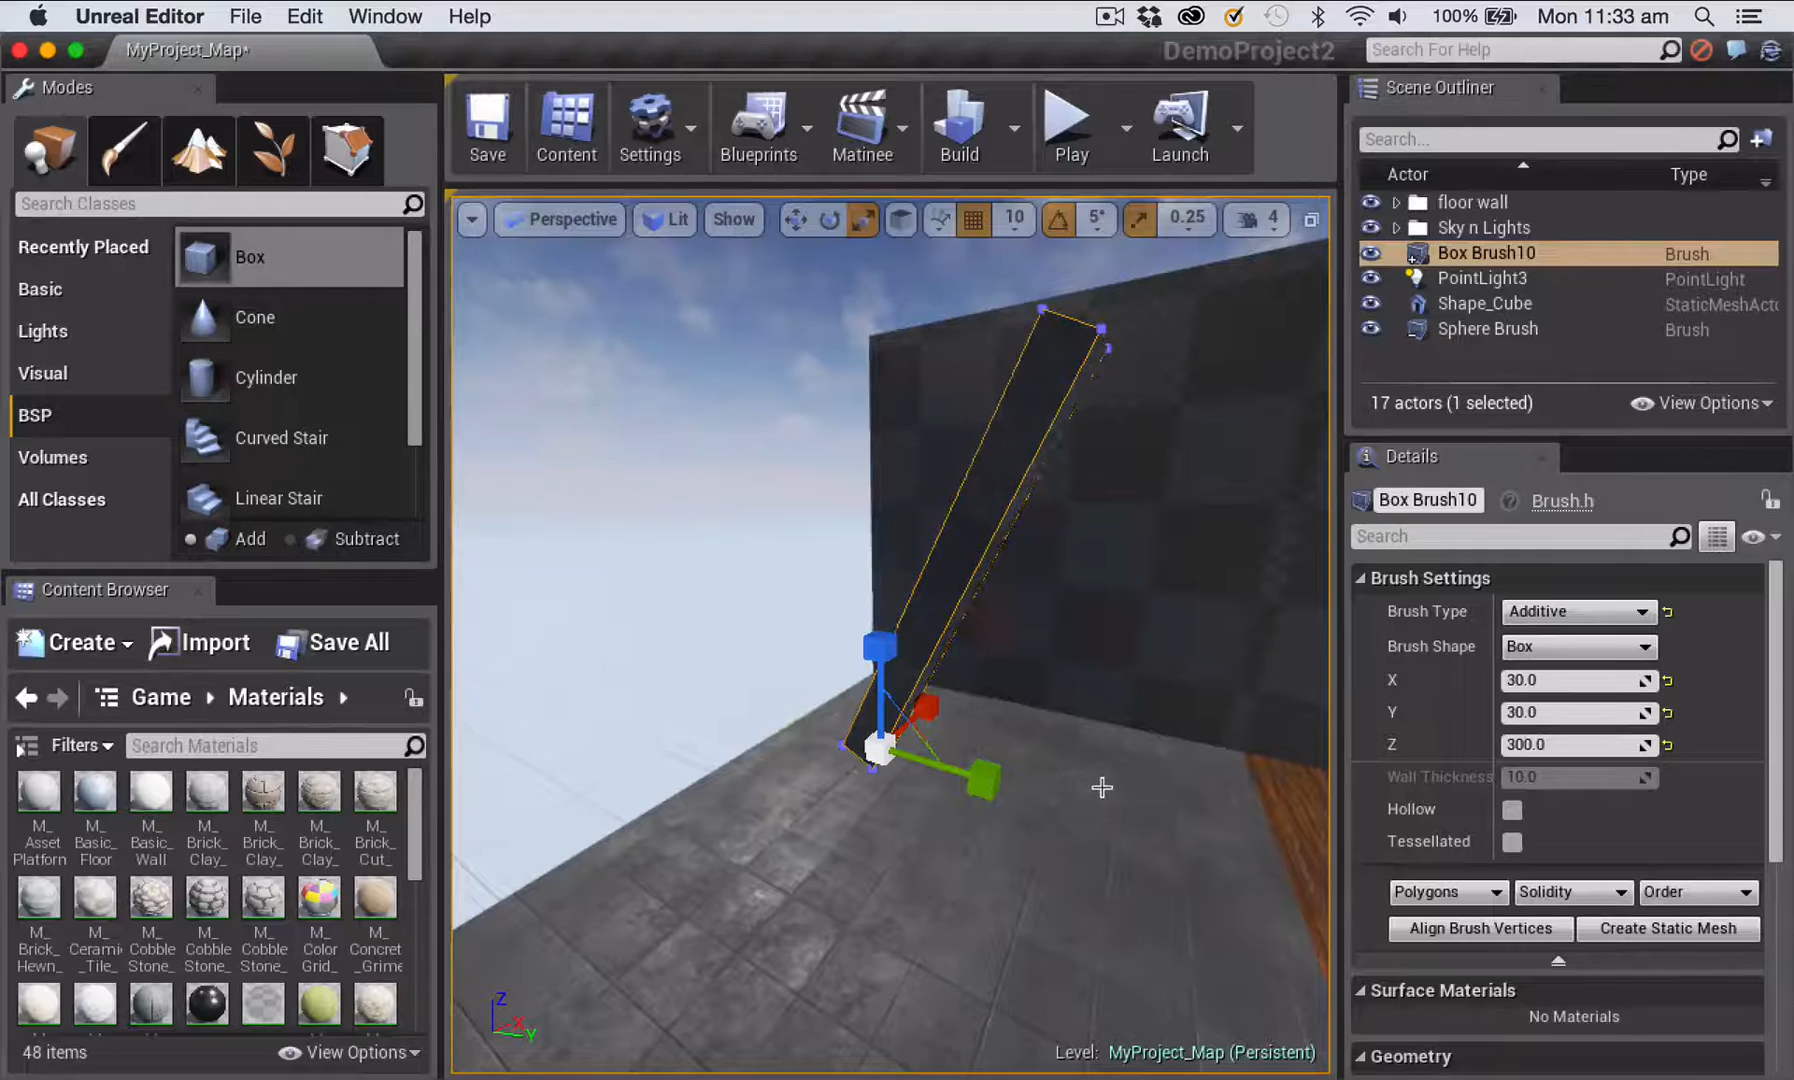 Unreal Editor File Edit Window Help
100% Mon 11:33 am
MyProject_Map*
DemoProject2
Search For Help
Modes
Save
Content
Settings
Blueprints
Matinee
Build
Play
Launch
Search Classes
Recently Placed
Basic
Lights
Visual
BSP
Volumes
All Classes
Box
Cone
Cylinder
Curved Stair
Linear Stair
Add
Subtract
Perspective
Lit
Show
10
5°
0.25
4
Scene Outliner
Search...
Actor Type
floor wall
Sky n Lights
Box Brush10 Brush
PointLight3 PointLight
Shape_Cube StaticMeshActo
Sphere Brush Brush
17 actors (1 selected)
View Options
Details
Box Brush10
Brush.h
Search
Brush Settings
Brush Type Additive
Brush Shape Box
X 30.0
Y 30.0
Z 300.0
Wall Thickness 10.0
Hollow
Tessellated
Polygons
Solidity
Order
Align Brush Vertices
Create Static Mesh
Surface Materials
No Materials
Geometry
Content Browser
Create
Import
Save All
Game
Materials
Filters
Search Materials
M_ Asset Platforn
M_ Basic_ Floor
M_ Basic_ Wall
M_ Brick_ Clay_
M_ Brick_ Clay_
M_ Brick_ Clay_
M_ Brick_ Cut_
M_ Brick_ Hewn_
M_ Cerami _Tile_
M_ Cobble Stone_
M_ Cobble Stone_
M_ Cobble Stone_
M_ Color Grid_
M_ Concret _Grime
48 items
View Options
Z
X
Y
Level: MyProject_Map (Persistent)